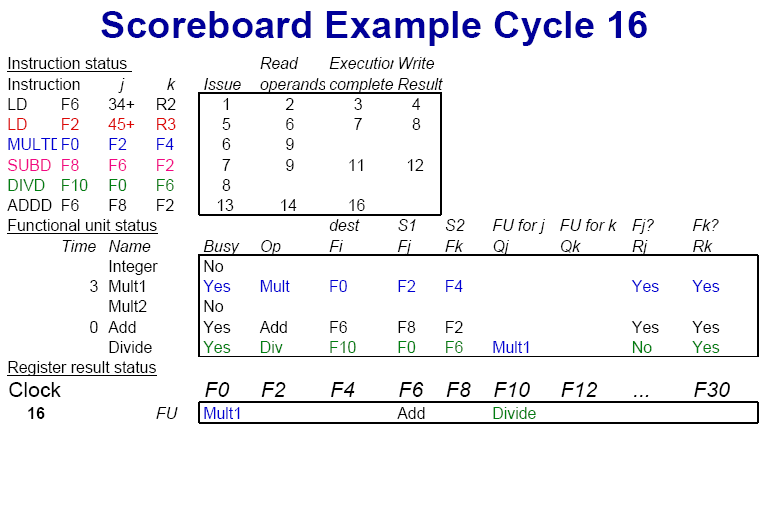 Scoreboard Example Cycle 16
Instruction status Read Execution Write
Instruction j k Issue operands complete Result
LD F6 34+ R2 1 2 3 4
LD F2 45+ R3 5 6 7 8
MULTD F0 F2 F4 6 9
SUBD F8 F6 F2 7 9 11 12
DIVD F10 F0 F6 8
ADDD F6 F8 F2 13 14 16
Functional unit status dest S1 S2 FU for j FU for k Fj? Fk?
Time Name Busy Op Fi Fj Fk Qj Qk Rj Rk
Integer No
3 Mult1 Yes Mult F0 F2 F4 Yes Yes
Mult2 No
0 Add Yes Add F6 F8 F2 Yes Yes
Divide Yes Div F10 F0 F6 Mult1 No Yes
Register result status
Clock F0 F2 F4 F6 F8 F10 F12 ... F30
16 FU Mult1 Add Divide